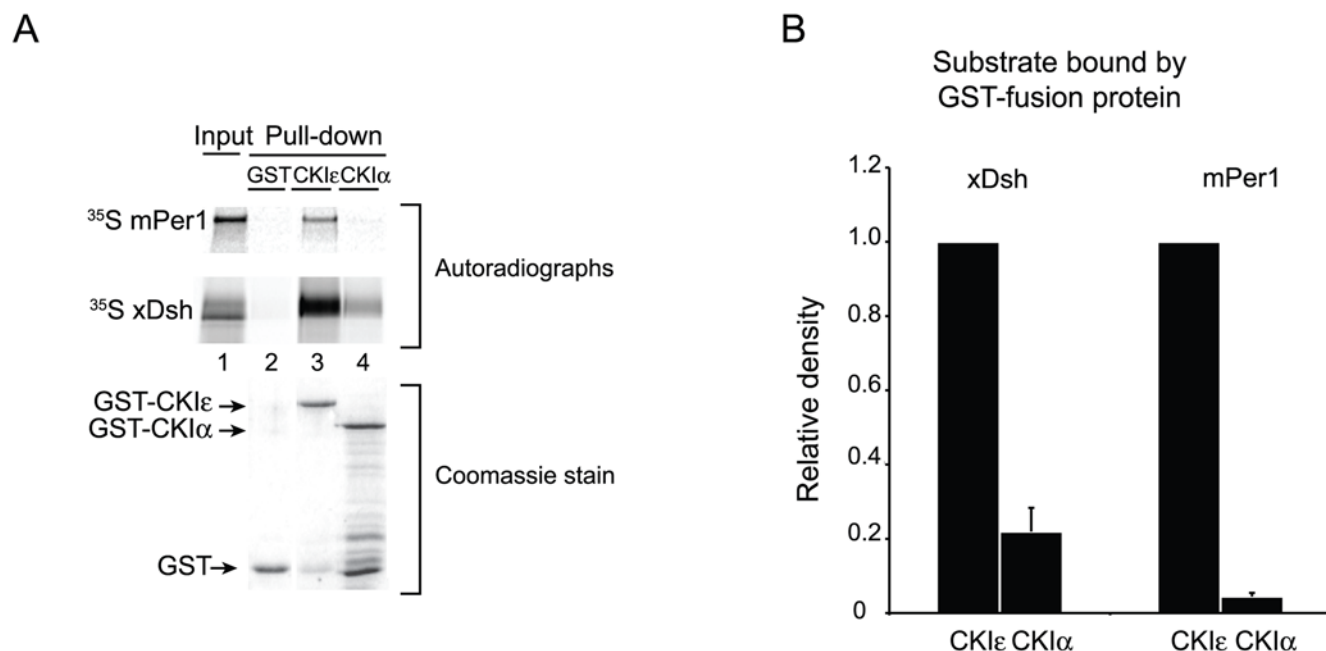 A
Input Pull-down
GST CKIε CKIα
³⁵S mPer1
Autoradiographs
³⁵S xDsh
1 2 3 4
GST-CKIε
GST-CKIα
Coomassie stain
GST
B
Substrate bound by
GST-fusion protein
1.2
xDsh mPer1
1.0
0.8
0.6
0.4
0.2
0
Relative density
CKIε CKIα CKIε CKIα